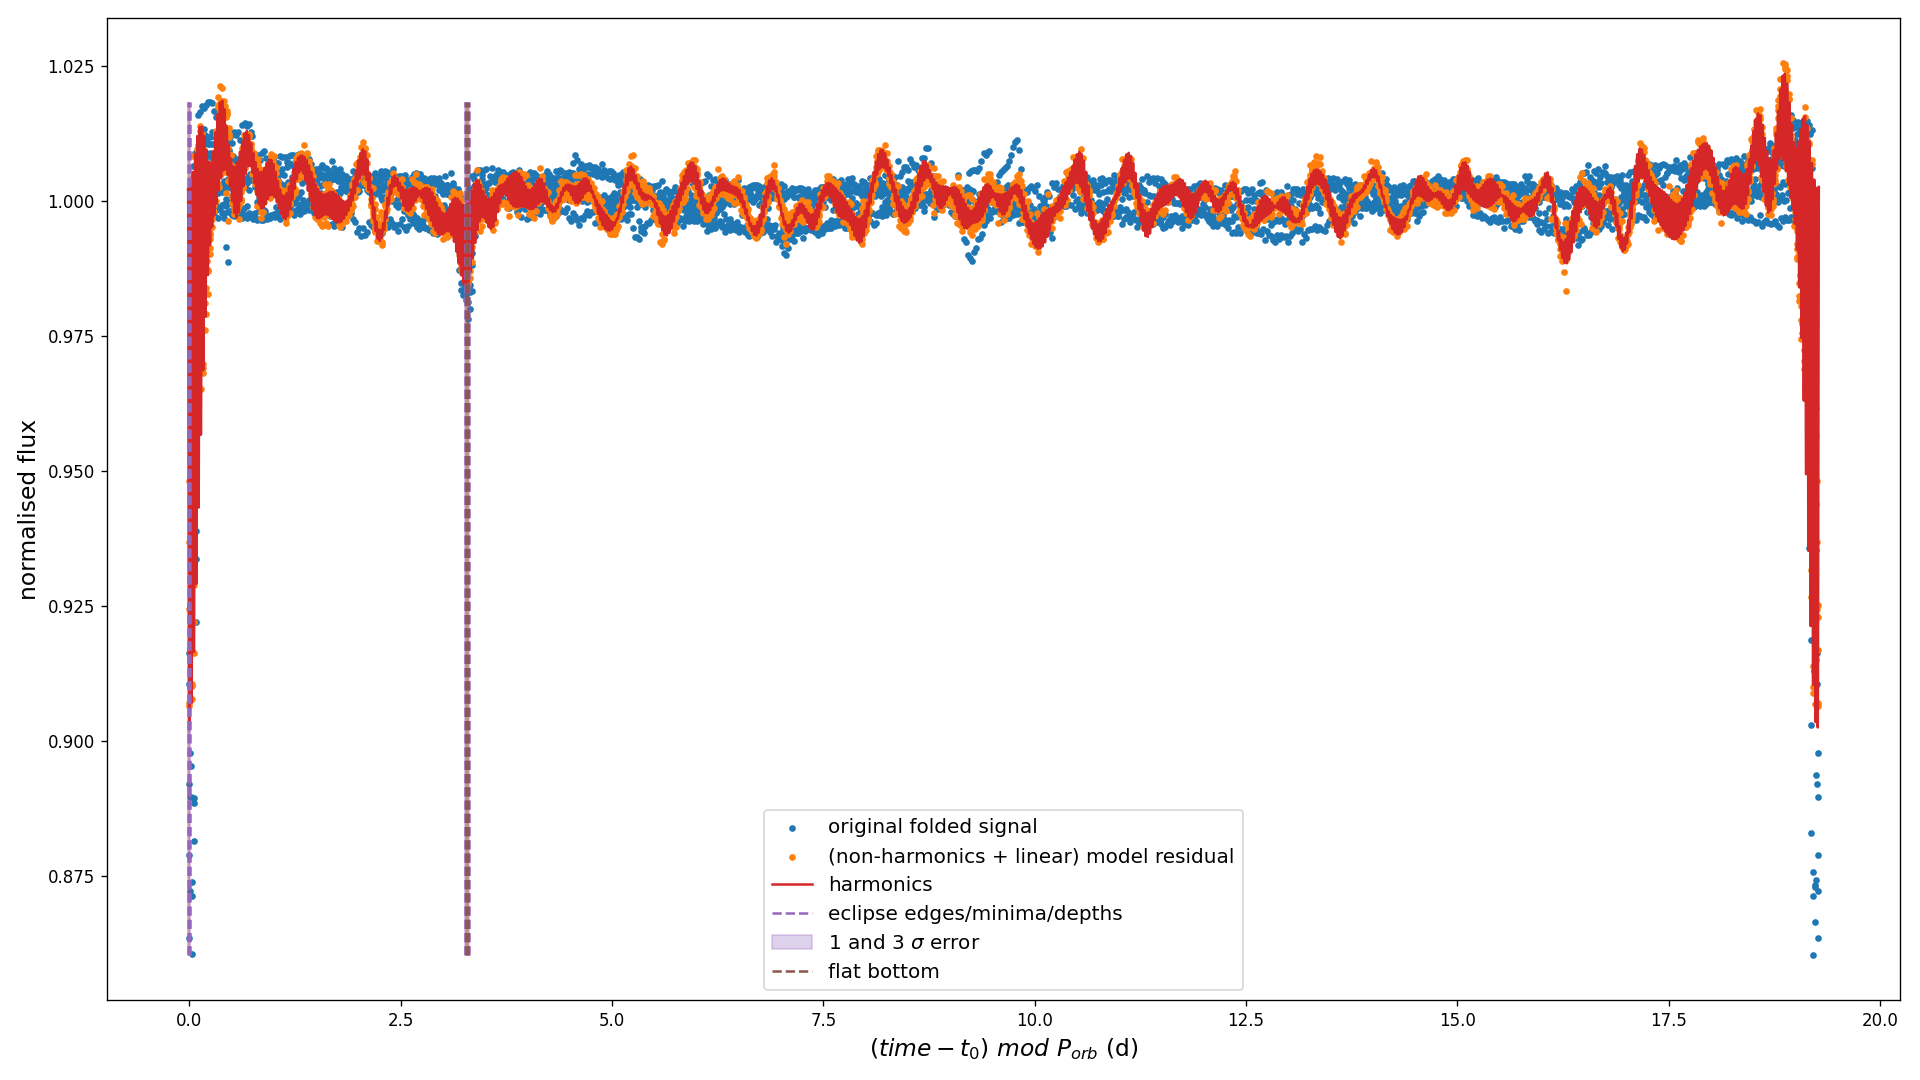 1.025
1.000
0.975
0.950
0.925
0.900
0.875
normalised flux
original folded signal
(non-harmonics + linear) model residual
harmonics
eclipse edges/minima/depths
1 and 3 σ error
flat bottom
0.0 2.5 5.0 7.5 10.0 12.5 15.0 17.5 20.0
(time − t₀) mod Pₒᵣb (d)